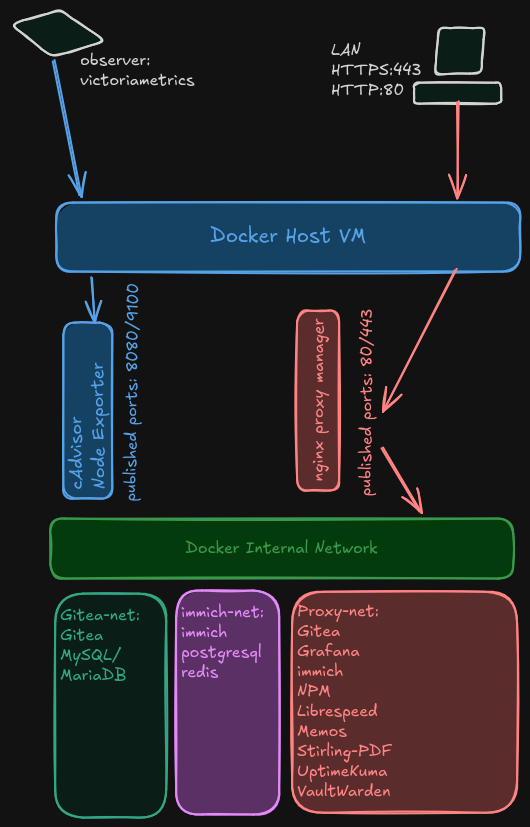 observer:
victoriametrics
LAN
HTTPS:443
HTTP:80
Docker Host VM
cAdvisor
Node Exporter
published ports: 8080/9100
nginx proxy manager
published ports: 80/443
Docker Internal Network
Gitea-net:
Gitea
MySQL/
MariaDB
immich-net:
immich
postgresql
redis
Proxy-net:
Gitea
Grafana
immich
NPM
Librespeed
Memos
Stirling-PDF
UptimeKuma
VaultWarden